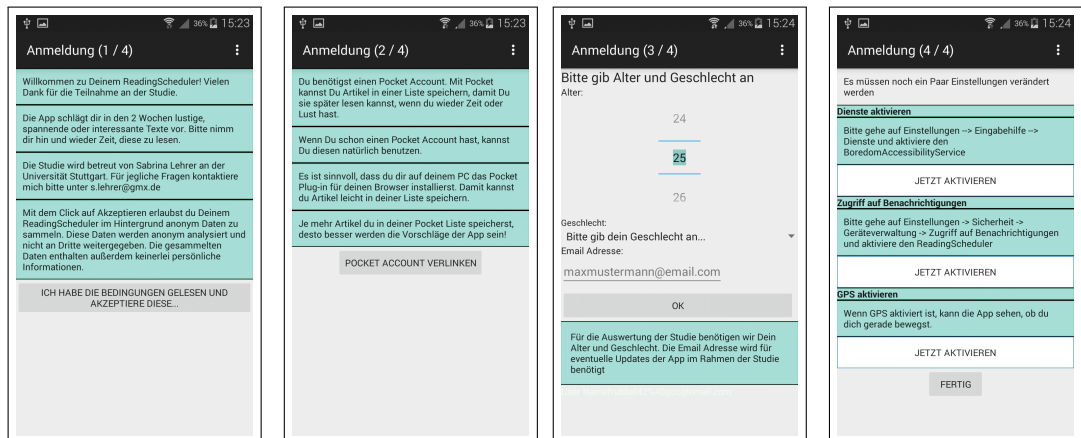 36% 15:23
Anmeldung (1 / 4)
Willkommen zu Deinem ReadingScheduler! Vielen
Dank für die Teilnahme an der Studie.
Die App schlägt dir in den 2 Wochen lustige,
spannende oder interessante Texte vor. Bitte nimm
dir hin und wieder Zeit, diese zu lesen.
Die Studie wird betreut von Sabrina Lehrer an der
Universität Stuttgart. Für jegliche Fragen kontaktiere
mich bitte unter s.lehrer@gmx.de
Mit dem Click auf Akzeptieren erlaubst du Deinem
ReadingScheduler im Hintergrund anonym Daten zu
sammeln. Diese Daten werden anonym analysiert und
nicht an Dritte weitergegeben. Die gesammelten
Daten enthalten außerdem keinerlei persönliche
Informationen.
ICH HABE DIE BEDINGUNGEN GELESEN UND
AKZEPTIERE DIESE...
36% 15:23
Anmeldung (2 / 4)
Du benötigst einen Pocket Account. Mit Pocket
kannst Du Artikel in einer Liste speichern, damit Du
sie später lesen kannst, wenn du wieder Zeit oder
Lust hast.
Wenn Du schon einen Pocket Account hast, kannst
Du diesen natürlich benutzen.
Es ist sinnvoll, dass du dir auf deinem PC das Pocket
Plug-in für deinen Browser installierst. Damit kannst
du Artikel leicht in deiner Liste speichern.
Je mehr Artikel du in deiner Pocket Liste speicherst,
desto besser werden die Vorschläge der App sein!
POCKET ACCOUNT VERLINKEN
36% 15:24
Anmeldung (3 / 4)
Bitte gib Alter und Geschlecht an
Alter:
24
25
26
Geschlecht:
Bitte gib dein Geschlecht an...
Email Adresse:
maxmustermann@email.com
OK
Für die Auswertung der Studie benötigen wir Dein
Alter und Geschlecht. Die Email Adresse wird für
eventuelle Updates der App im Rahmen der Studie
benötigt
36% 15:24
Anmeldung (4 / 4)
Es müssen noch ein Paar Einstellungen verändert
werden
Dienste aktivieren
Bitte gehe auf Einstellungen --> Eingabehilfe -->
Dienste und aktiviere den
BoredomAccessibilityService
JETZT AKTIVIEREN
Zugriff auf Benachrichtigungen
Bitte gehe auf Einstellungen -> Sicherheit ->
Geräteverwaltung -> Zugriff auf Benachrichtigungen
und aktiviere den ReadingScheduler
JETZT AKTIVIEREN
GPS aktivieren
Wenn GPS aktiviert ist, kann die App sehen, ob du
dich gerade bewegst.
JETZT AKTIVIEREN
FERTIG